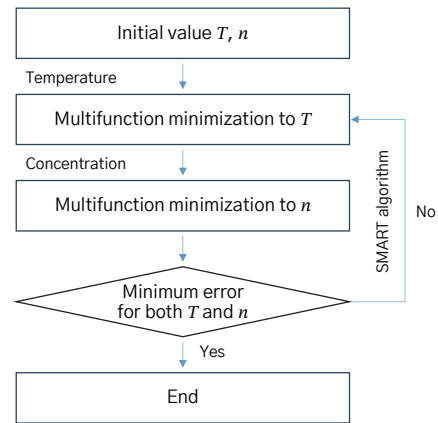 Initial value T, n
Temperature
Multifunction minimization to T
Concentration
Multifunction minimization to n
SMART algorithm
No
Minimum error
for both T and n
Yes
End